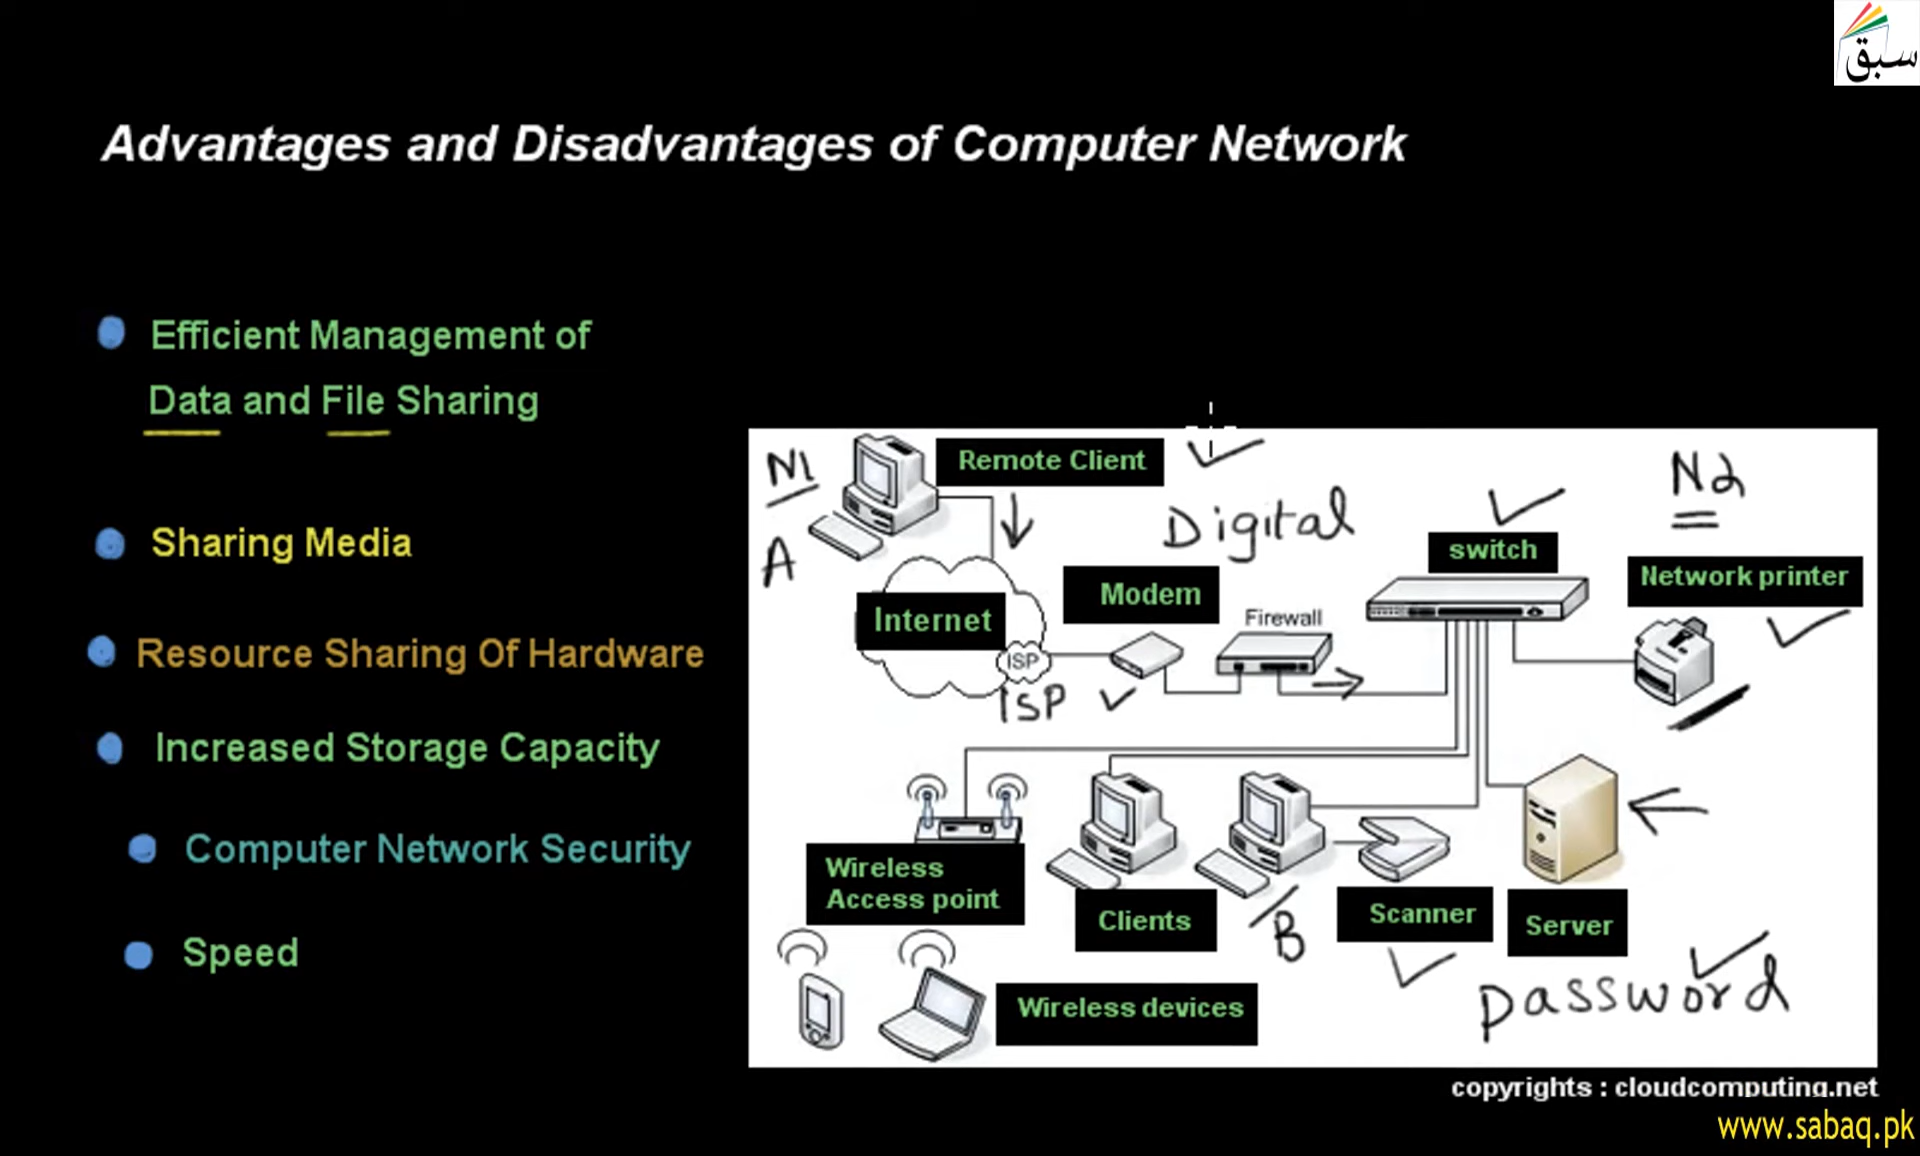 سبق
Advantages and Disadvantages of Computer Network
Efficient Management of
Data and File Sharing
Sharing Media
Resource Sharing Of Hardware
Increased Storage Capacity
Computer Network Security
Speed
N1
Remote Client
A
Digital
N2
switch
Network printer
Internet
Modem
Firewall
ISP
ISP
Wireless
Access point
Clients
B
Scanner
Server
password
Wireless devices
copyrights : cloudcomputing.net
www.sabaq.pk